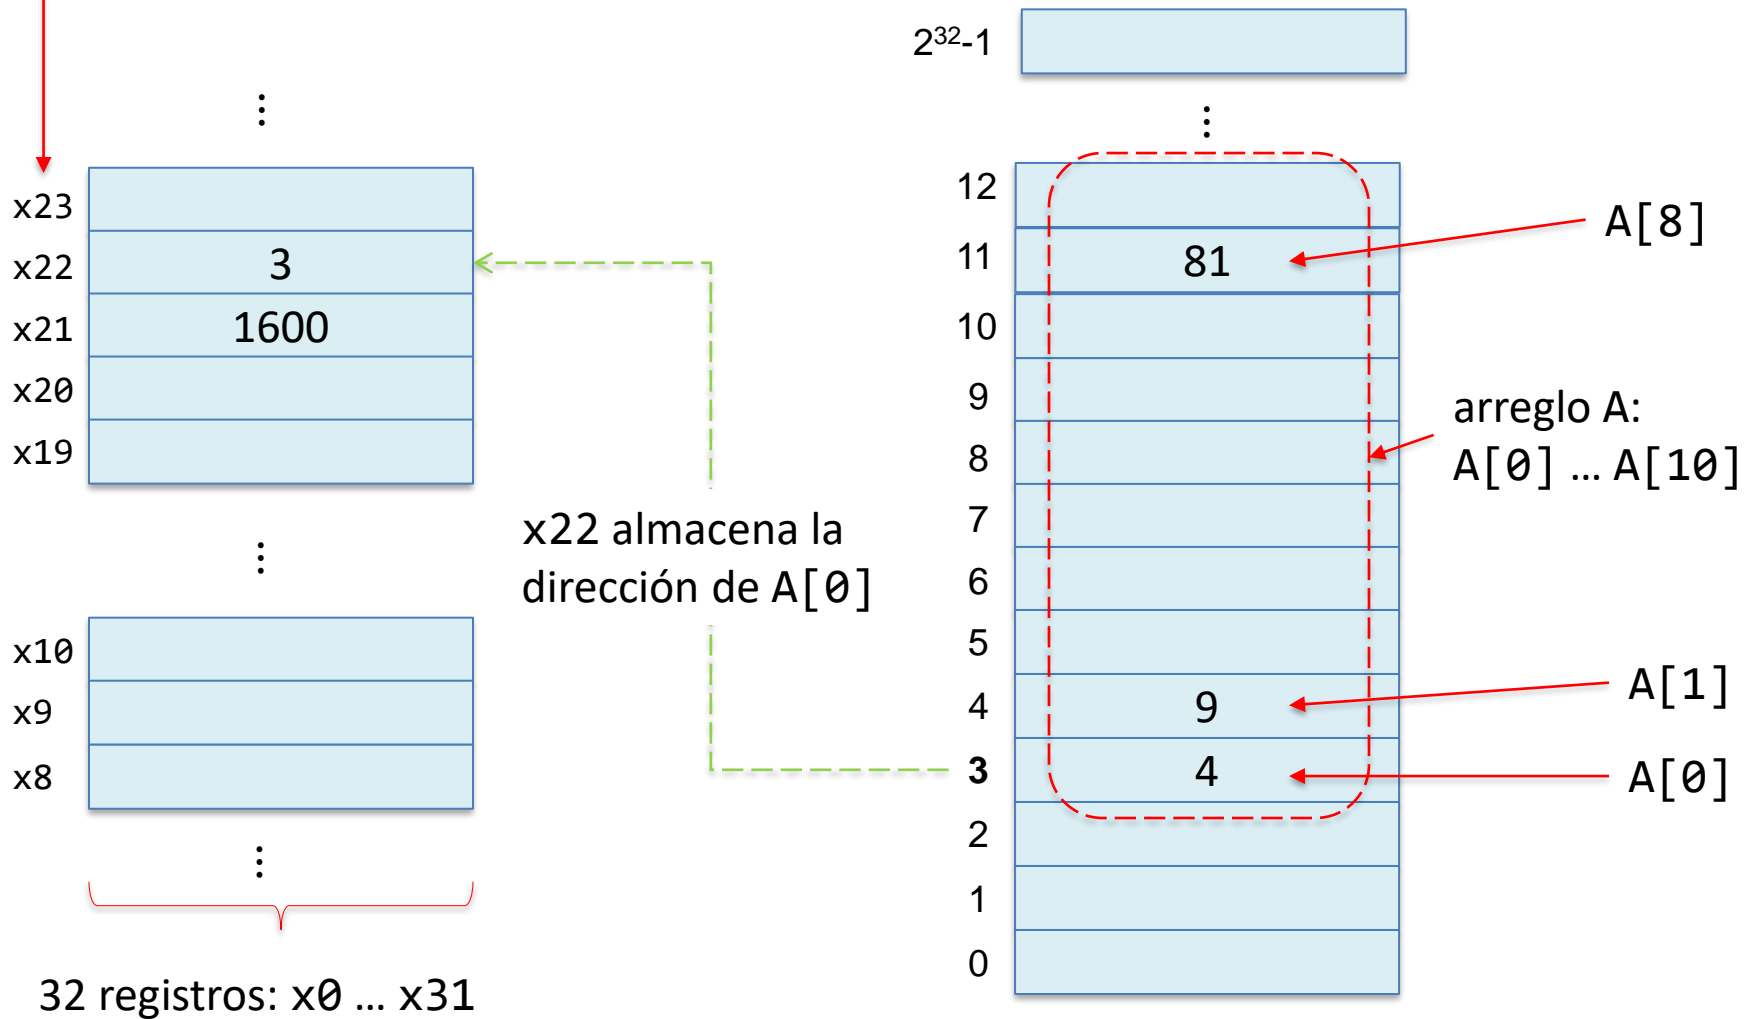 ⋮
x23
x22 3
x21 1600
x20
x19
⋮
x10
x9
x8
⋮
32 registros: x0 … x31
x22 almacena la
dirección de A[0]
2³²-1
⋮
12
11 81 A[8]
10
9
8
7
6
5
4 9 A[1]
3 4 A[0]
2
1
0
arreglo A:
A[0] … A[10]